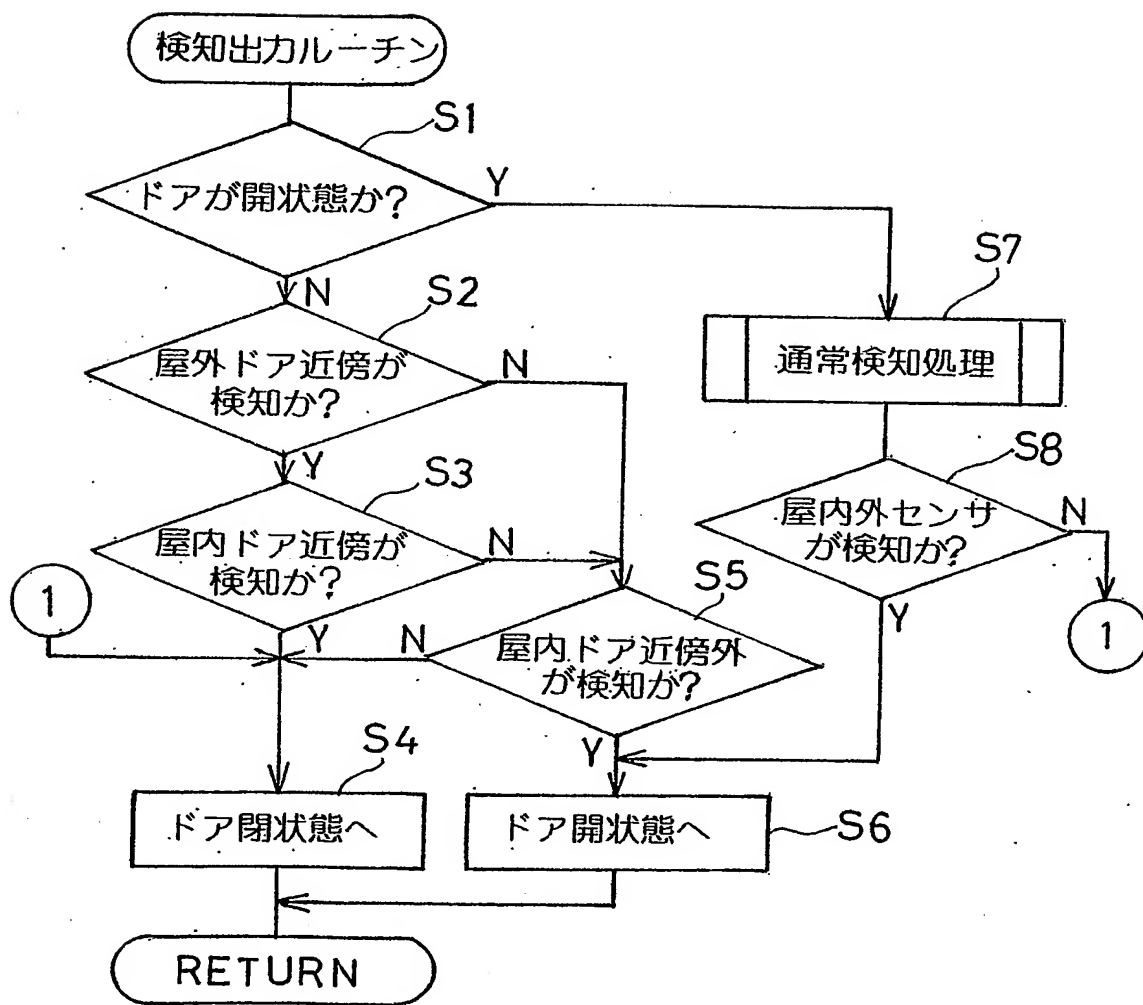 検知出力ルーチン
S1
ドアが開状態か?
Y
N
S2
屋外ドア近傍が
検知か?
N
Y
S3
屋内ドア近傍が
検知か?
N
Y
1
S7
通常検知処理
S8
屋内外センサ
が検知か?
N
Y
1
S5
屋内ドア近傍外
が検知か?
N
Y
S4
ドア閉状態へ
ドア開状態へ
S6
RETURN